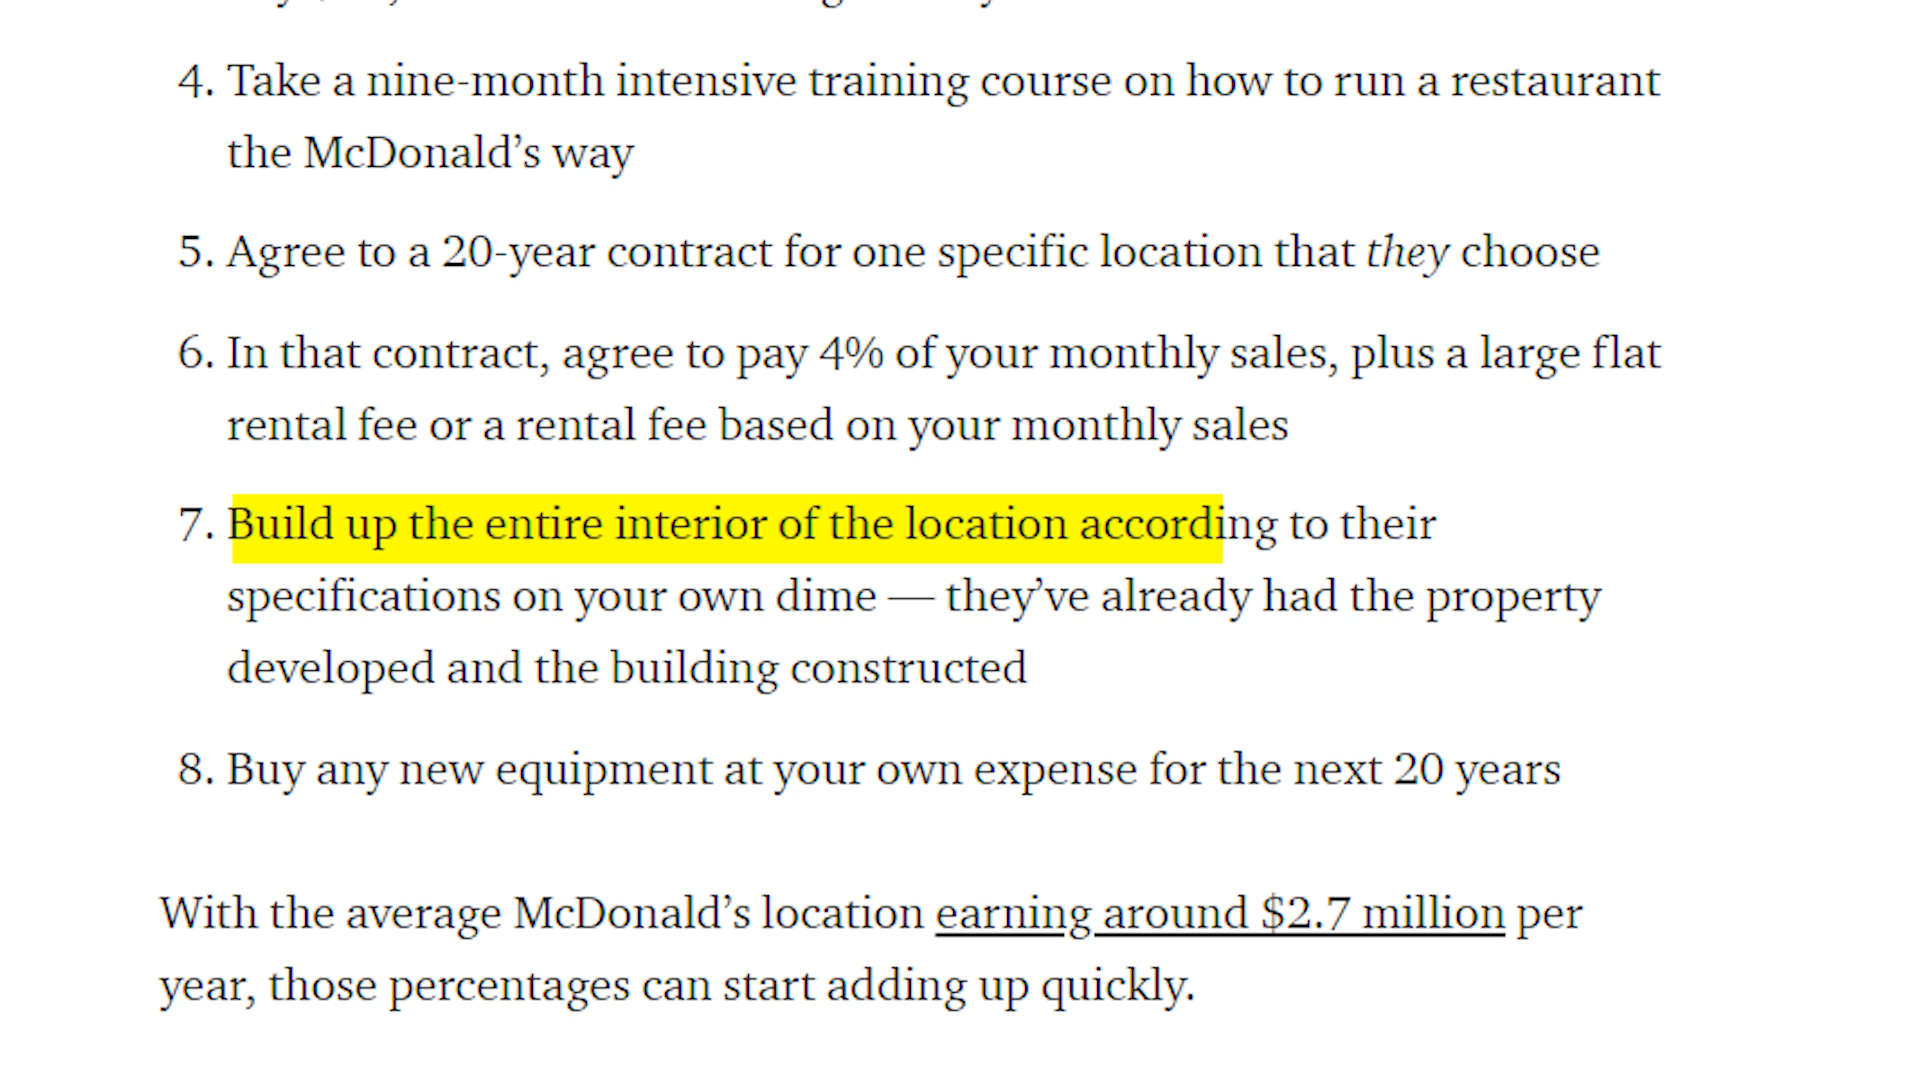 4. Take a nine-month intensive training course on how to run a restaurant
the McDonald’s way
5. Agree to a 20-year contract for one specific location that they choose
6. In that contract, agree to pay 4% of your monthly sales, plus a large flat
rental fee or a rental fee based on your monthly sales
7. Build up the entire interior of the location according to their
specifications on your own dime — they’ve already had the property
developed and the building constructed
8. Buy any new equipment at your own expense for the next 20 years
With the average McDonald’s location earning around $2.7 million per
year, those percentages can start adding up quickly.